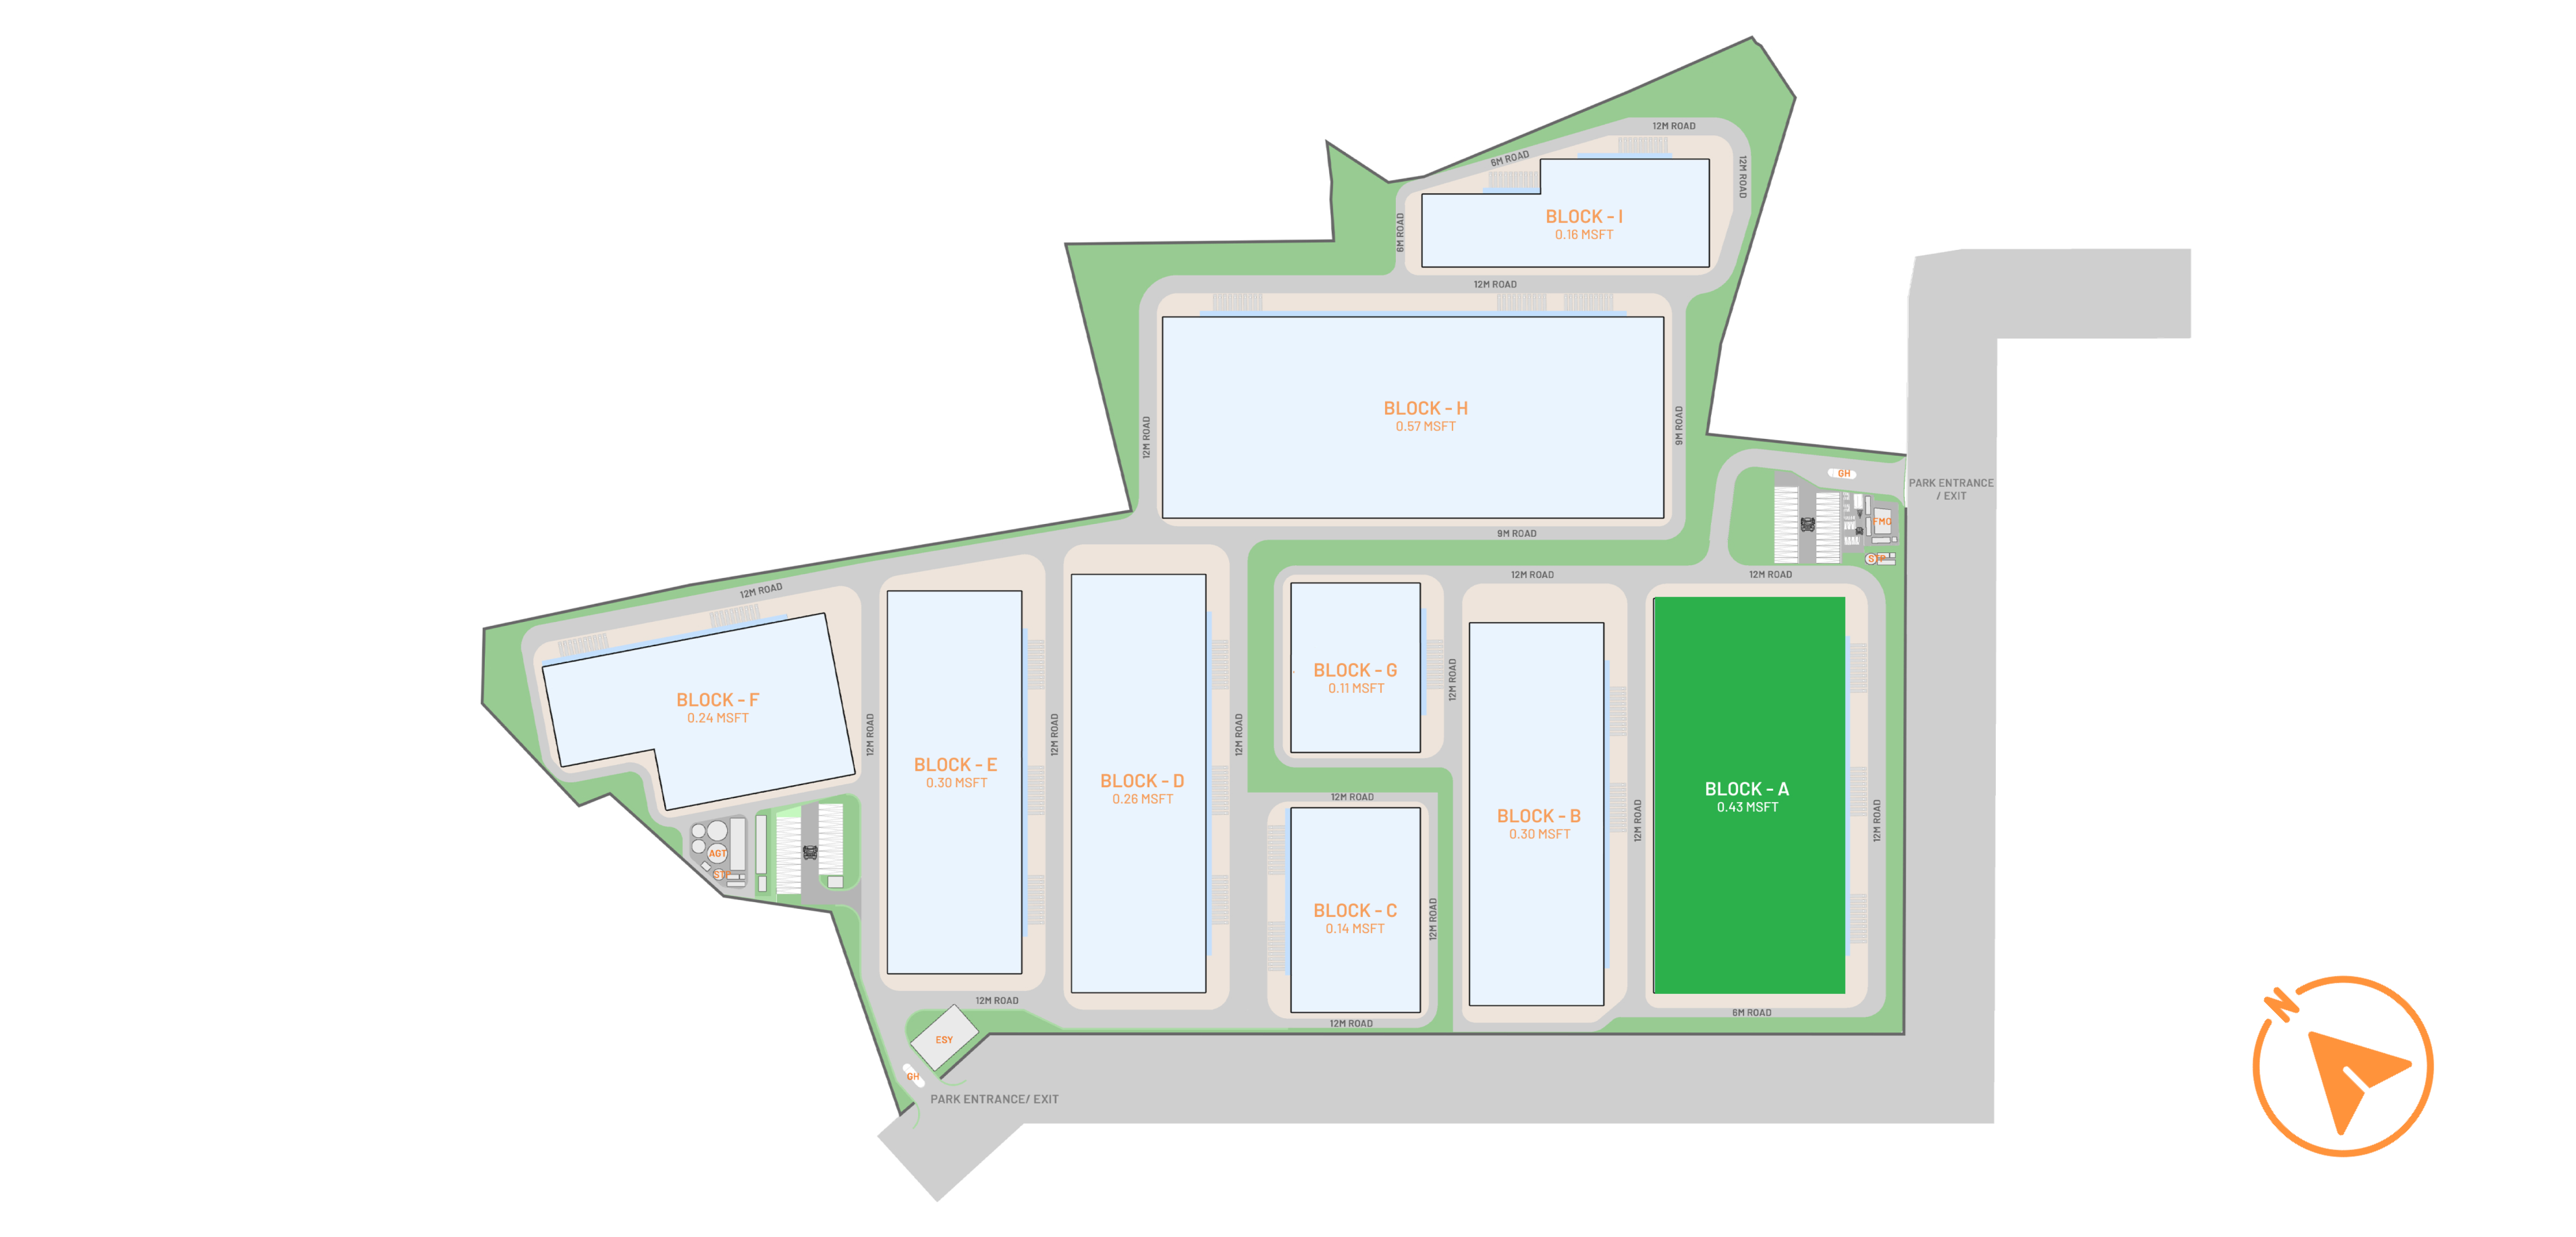 12M ROAD
6M ROAD
12M ROAD
6M ROAD
BLOCK - I
0.16 MSFT
12M ROAD
BLOCK - H
0.57 MSFT
12M ROAD
9M ROAD
9M ROAD
GH
PARK ENTRANCE
/ EXIT
FMO
STP
12M ROAD
12M ROAD
12M ROAD
BLOCK - F
0.24 MSFT
12M ROAD
BLOCK - E
0.30 MSFT
12M ROAD
BLOCK - D
0.26 MSFT
12M ROAD
BLOCK - G
0.11 MSFT
12M ROAD
BLOCK - B
0.30 MSFT
12M ROAD
BLOCK - A
0.43 MSFT
12M ROAD
12M ROAD
BLOCK - C
0.14 MSFT
12M ROAD
AGT
STP
12M ROAD
12M ROAD
6M ROAD
ESY
GH
PARK ENTRANCE/ EXIT
N